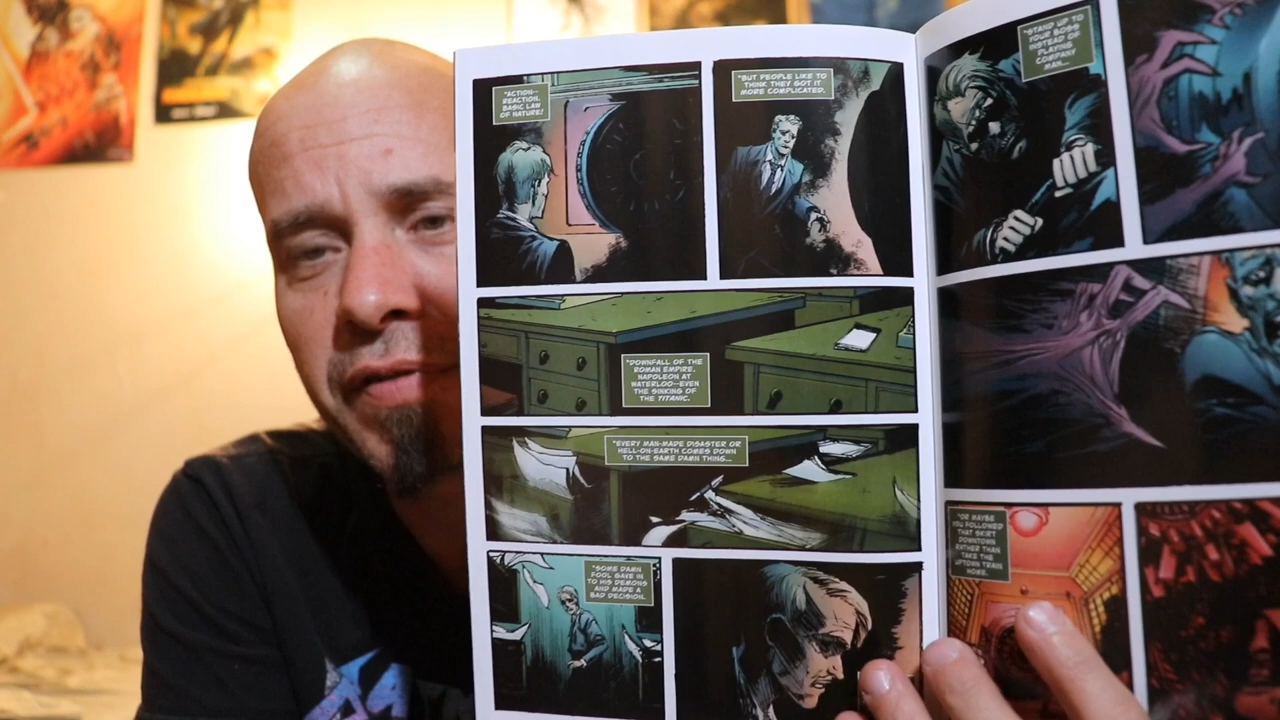 "ACTION--
REACTION.
BASIC LAW
OF NATURE!
"BUT PEOPLE LIKE TO
THINK THEY GOT IT
MORE COMPLICATED.
"DOWNFALL OF THE
ROMAN EMPIRE.
NAPOLEON AT
WATERLOO--EVEN
THE SINKING OF
THE TITANIC.
"EVERY MAN-MADE DISASTER OR
HELL-ON-EARTH COMES DOWN
TO THE SAME DAMN THING...
"SOME DAMN
FOOL GAVE IN
TO HIS DEMONS
AND MADE A
BAD DECISION.
"STAND UP TO
YOUR BOSS
INSTEAD OF
PLAYING
COMPANY
MAN...
"OR MAYBE
YOU FOLLOWED
THAT SKIRT
DOWNTOWN
RATHER THAN
TAKE THE
UPTOWN TRAIN
HOME.